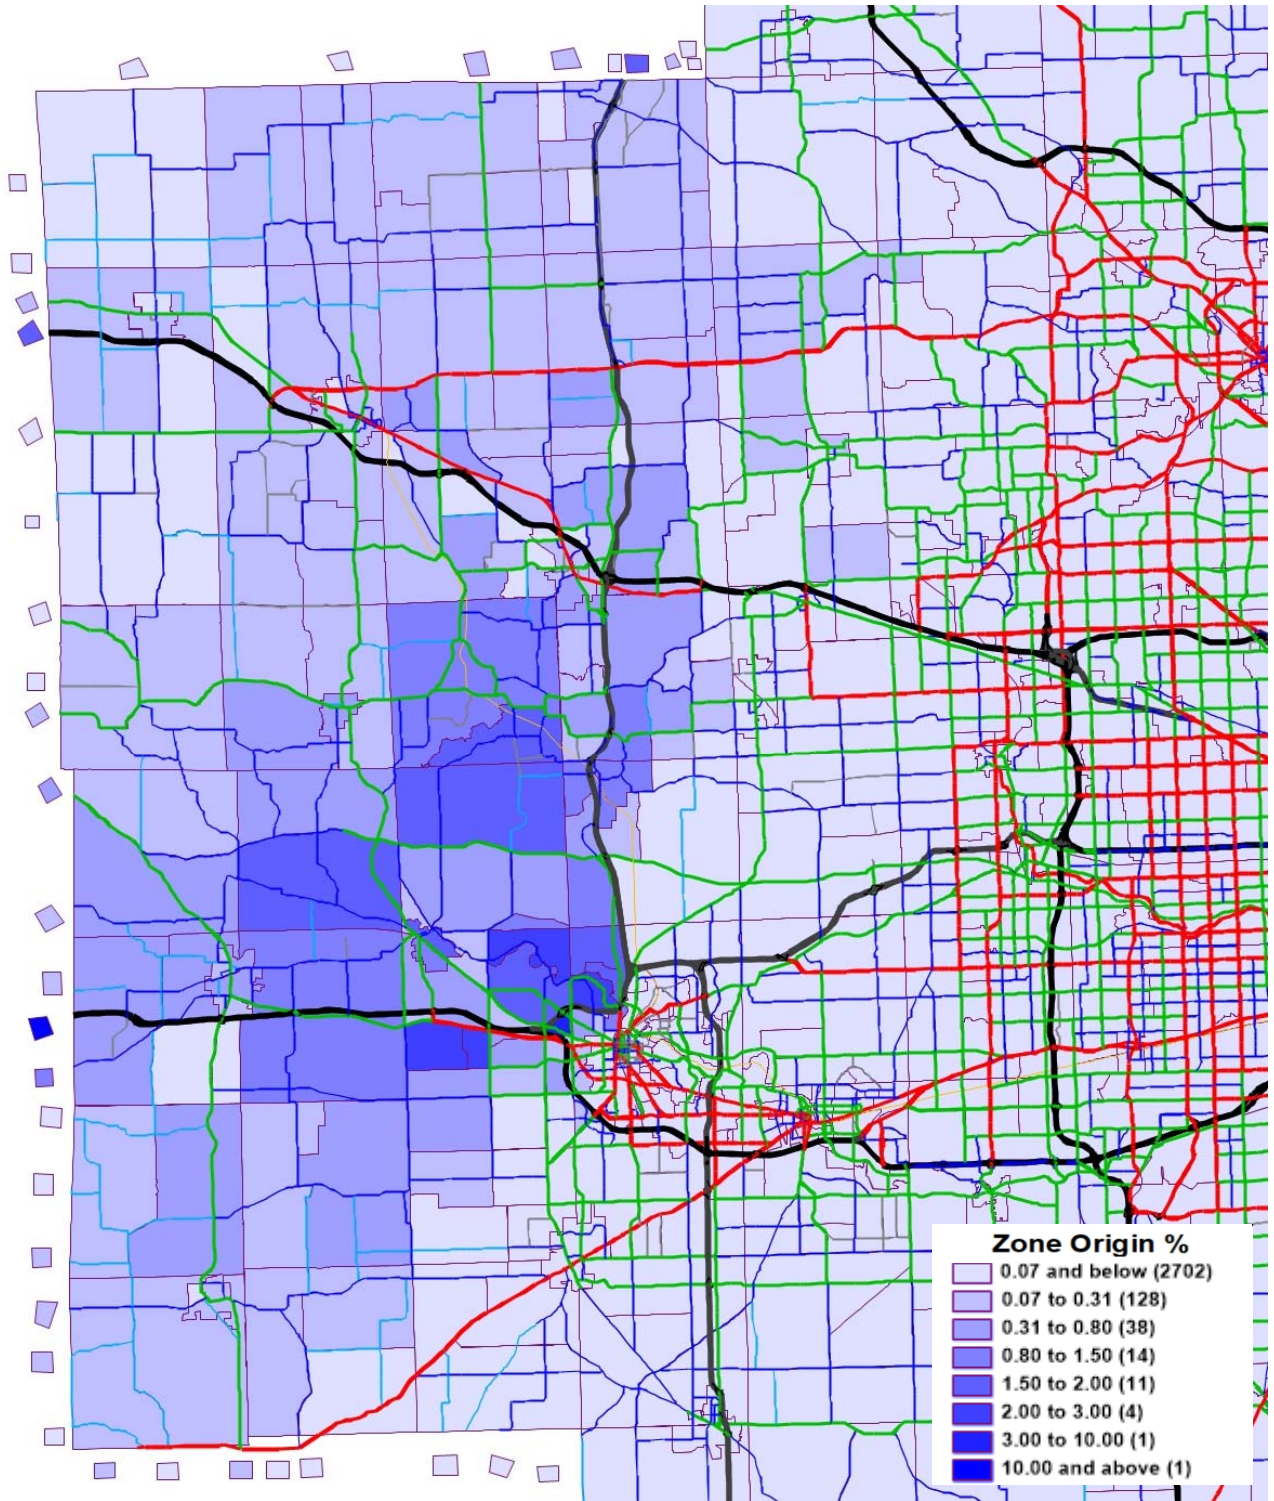 Zone Origin %
0.07 and below (2702)
0.07 to 0.31 (128)
0.31 to 0.80 (38)
0.80 to 1.50 (14)
1.50 to 2.00 (11)
2.00 to 3.00 (4)
3.00 to 10.00 (1)
10.00 and above (1)